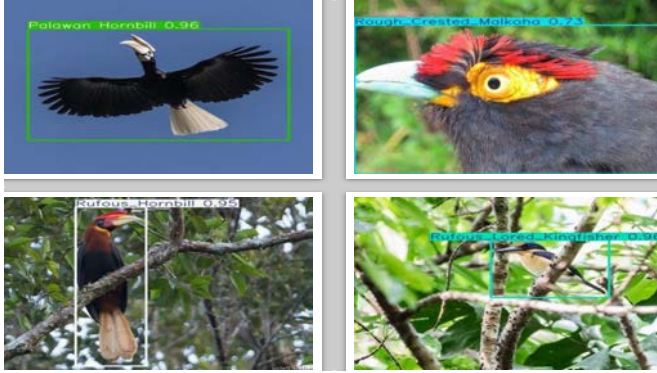 Palawan_Hornbill 0.96
Rough_Crested_Malkoha 0.73
Rufous_Hornbill 0.95
Rufous_Lored_Kingfisher